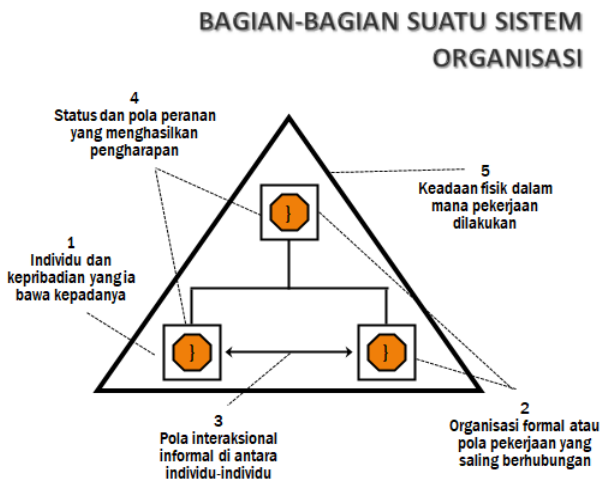 BAGIAN-BAGIAN SUATU SISTEM
ORGANISASI
4
Status dan pola peranan
yang menghasilkan
pengharapan
5
Keadaan fisik dalam
mana pekerjaan
dilakukan
}
1
Individu dan
kepribadian yang ia
bawa kepadanya
}
}
3
Pola interaksional
informal di antara
individu-individu
2
Organisasi formal atau
pola pekerjaan yang
saling berhubungan